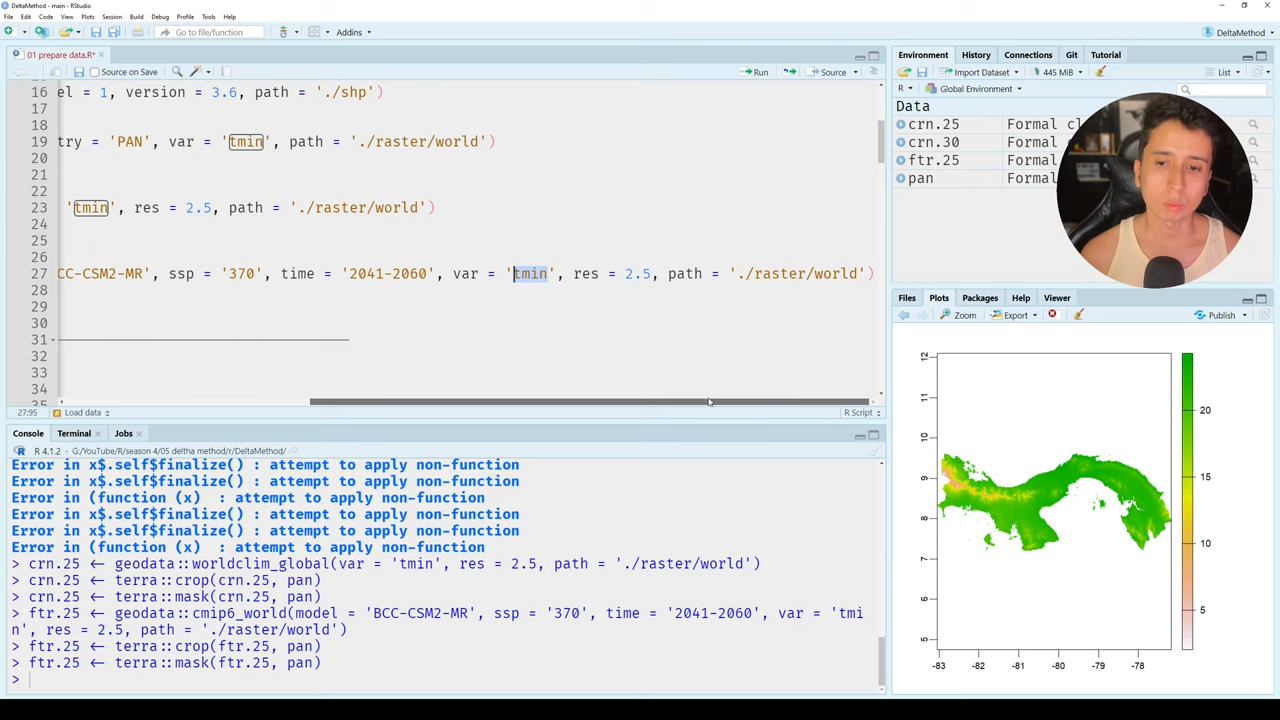 DeltaMethod - main - RStudio
File Edit Code View Plots Session Build Debug Profile Tools Help
Go to file/function Addins DeltaMethod
01 prepare data.R*
Source on Save Run Source
16 el = 1, version = 3.6, path = './shp')
17
18
19 try = 'PAN', var = 'tmin', path = './raster/world')
20
21
22
23 'tmin', res = 2.5, path = './raster/world')
24
25
26
27 CC-CSM2-MR', ssp = '370', time = '2041-2060', var = 'tmin', res = 2.5, path = './raster/world')
28
29
30
31
32
33
34
27:95 Load data R Script
Console Terminal Jobs
R 4.1.2 · G:/YouTube/R/season 4/05 deltha method/r/DeltaMethod/
Error in x$.self$finalize() : attempt to apply non-function
Error in x$.self$finalize() : attempt to apply non-function
Error in (function (x) : attempt to apply non-function
Error in x$.self$finalize() : attempt to apply non-function
Error in x$.self$finalize() : attempt to apply non-function
Error in (function (x) : attempt to apply non-function
> crn.25 ← geodata::worldclim_global(var = 'tmin', res = 2.5, path = './raster/world')
> crn.25 ← terra::crop(crn.25, pan)
> crn.25 ← terra::mask(crn.25, pan)
> ftr.25 ← geodata::cmip6_world(model = 'BCC-CSM2-MR', ssp = '370', time = '2041-2060', var = 'tmi
n', res = 2.5, path = './raster/world')
> ftr.25 ← terra::crop(ftr.25, pan)
> ftr.25 ← terra::mask(ftr.25, pan)
>
Environment History Connections Git Tutorial
Import Dataset 445 MiB List
R Global Environment
Data
crn.25 Formal
crn.30 Formal
ftr.25 Formal
pan Formal
Files Plots Packages Help Viewer
Zoom Export Publish
12
11
10
9
8
7
6
5
-83 -82 -81 -80 -79 -78
20
15
10
5